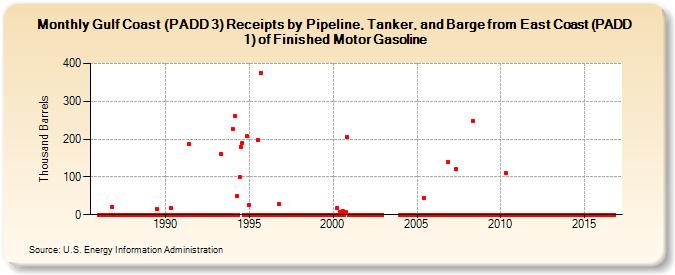 Monthly Gulf Coast (PADD 3) Receipts by Pipeline, Tanker, and Barge from East Coast (PADD
1) of Finished Motor Gasoline
Thousand Barrels
400
300
200
100
0
1990
1995
2000
2005
2010
2015
Source: U.S. Energy Information Administration